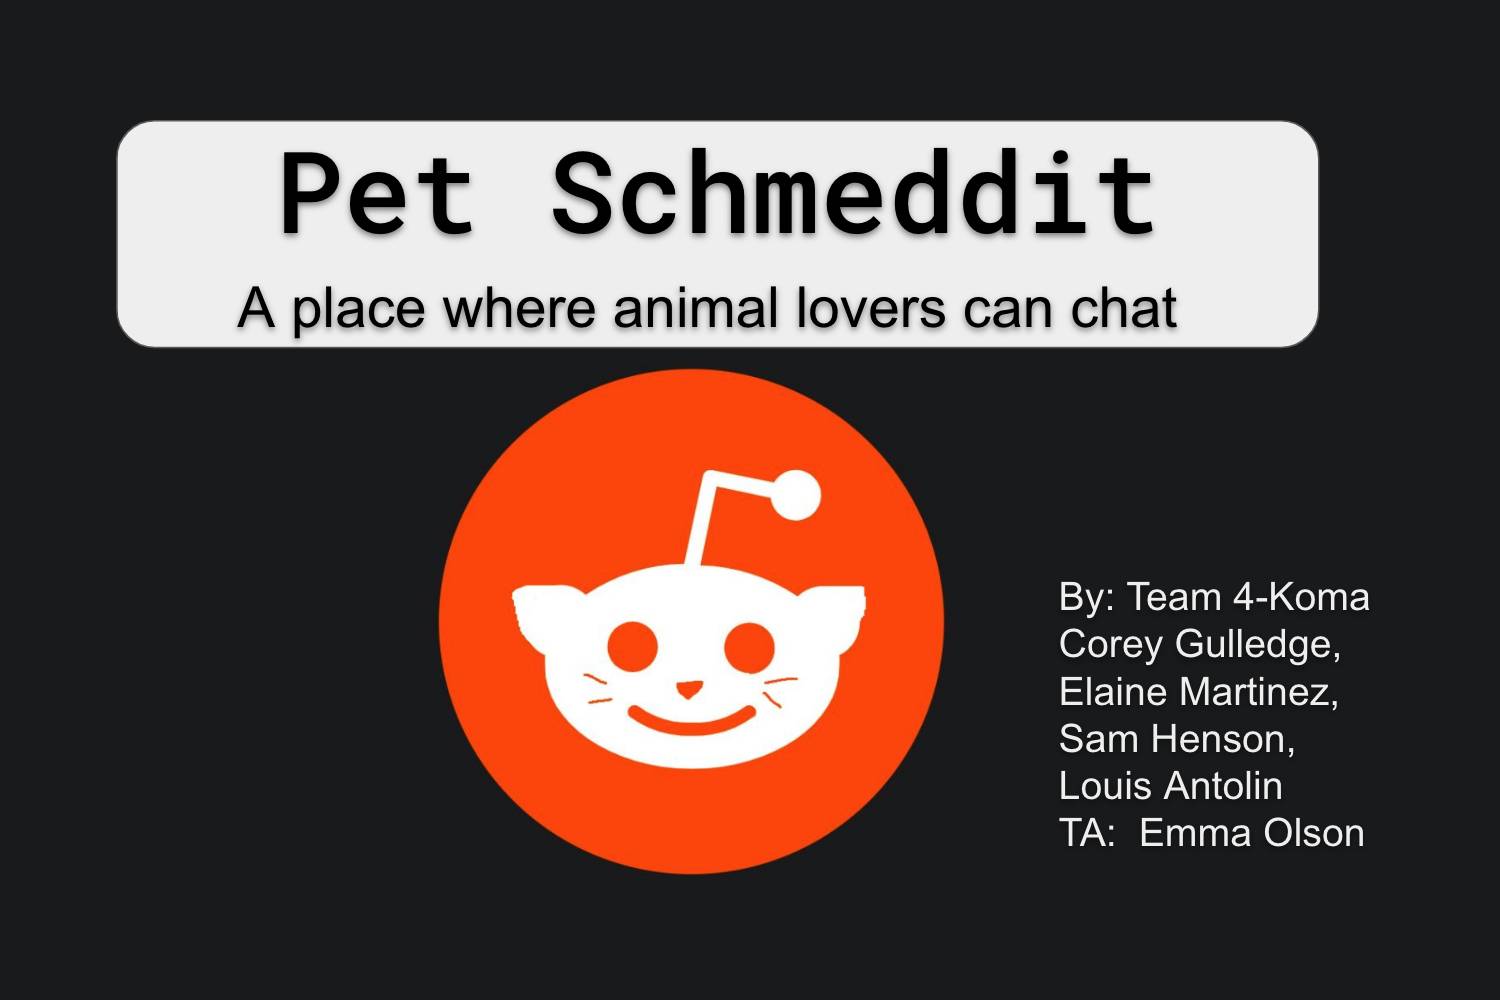 Pet Schmeddit
A place where animal lovers can chat
By: Team 4-Koma
Corey Gulledge,
Elaine Martinez,
Sam Henson,
Louis Antolin
TA:  Emma Olson